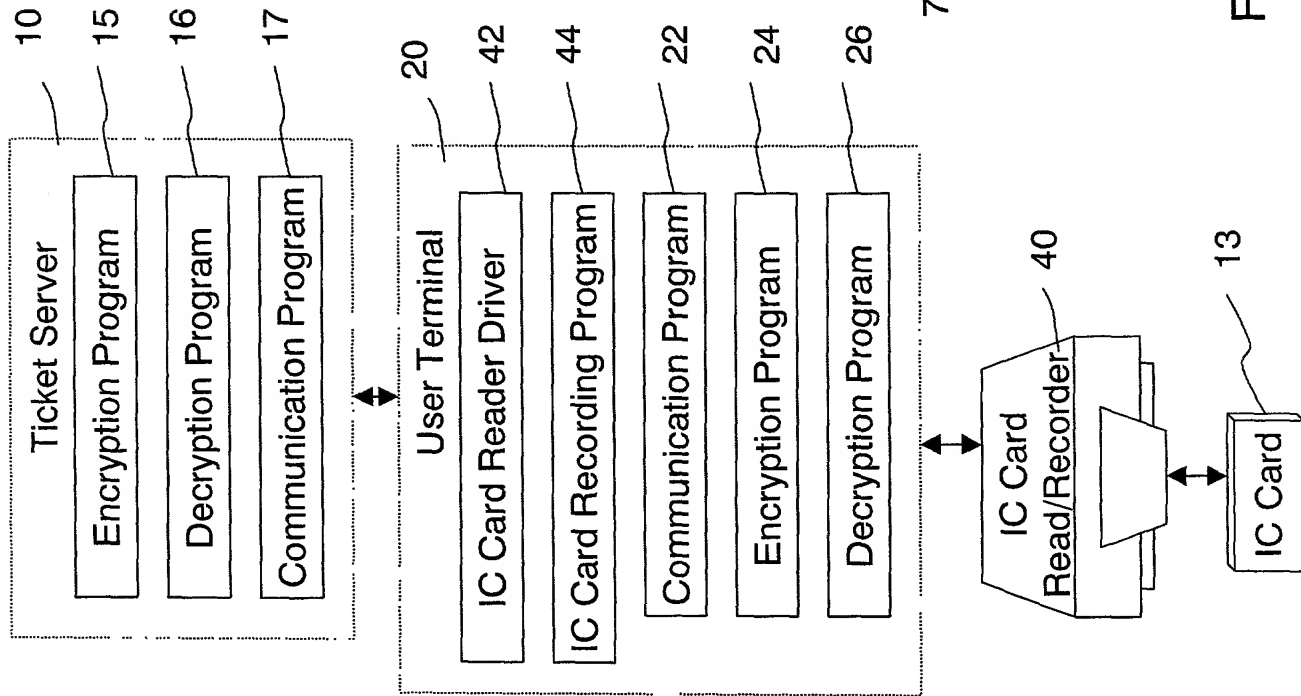 Ticket Server
10
Encryption Program
15
Decryption Program
16
Communication Program
17
User Terminal
20
IC Card Reader Driver
42
IC Card Recording Program
44
Communication Program
22
Encryption Program
24
Decryption Program
26
IC Card
Read/Recorder
40
IC Card
13
7
F